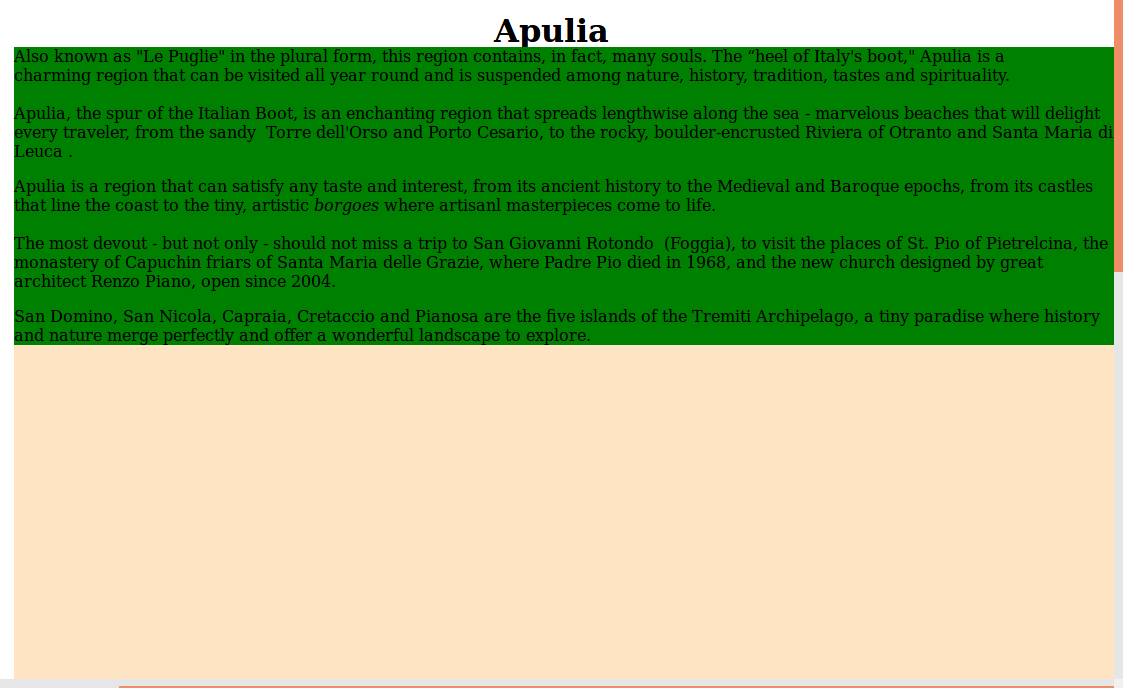 Apulia
Also known as "Le Puglie" in the plural form, this region contains, in fact, many souls. The “heel of Italy's boot," Apulia is a
charming region that can be visited all year round and is suspended among nature, history, tradition, tastes and spirituality.
Apulia, the spur of the Italian Boot, is an enchanting region that spreads lengthwise along the sea - marvelous beaches that will delight
every traveler, from the sandy  Torre dell'Orso and Porto Cesario, to the rocky, boulder-encrusted Riviera of Otranto and Santa Maria di
Leuca .
Apulia is a region that can satisfy any taste and interest, from its ancient history to the Medieval and Baroque epochs, from its castles
that line the coast to the tiny, artistic borgoes where artisanl masterpieces come to life.
The most devout - but not only - should not miss a trip to San Giovanni Rotondo  (Foggia), to visit the places of St. Pio of Pietrelcina, the
monastery of Capuchin friars of Santa Maria delle Grazie, where Padre Pio died in 1968, and the new church designed by great
architect Renzo Piano, open since 2004.
San Domino, San Nicola, Capraia, Cretaccio and Pianosa are the five islands of the Tremiti Archipelago, a tiny paradise where history
and nature merge perfectly and offer a wonderful landscape to explore.